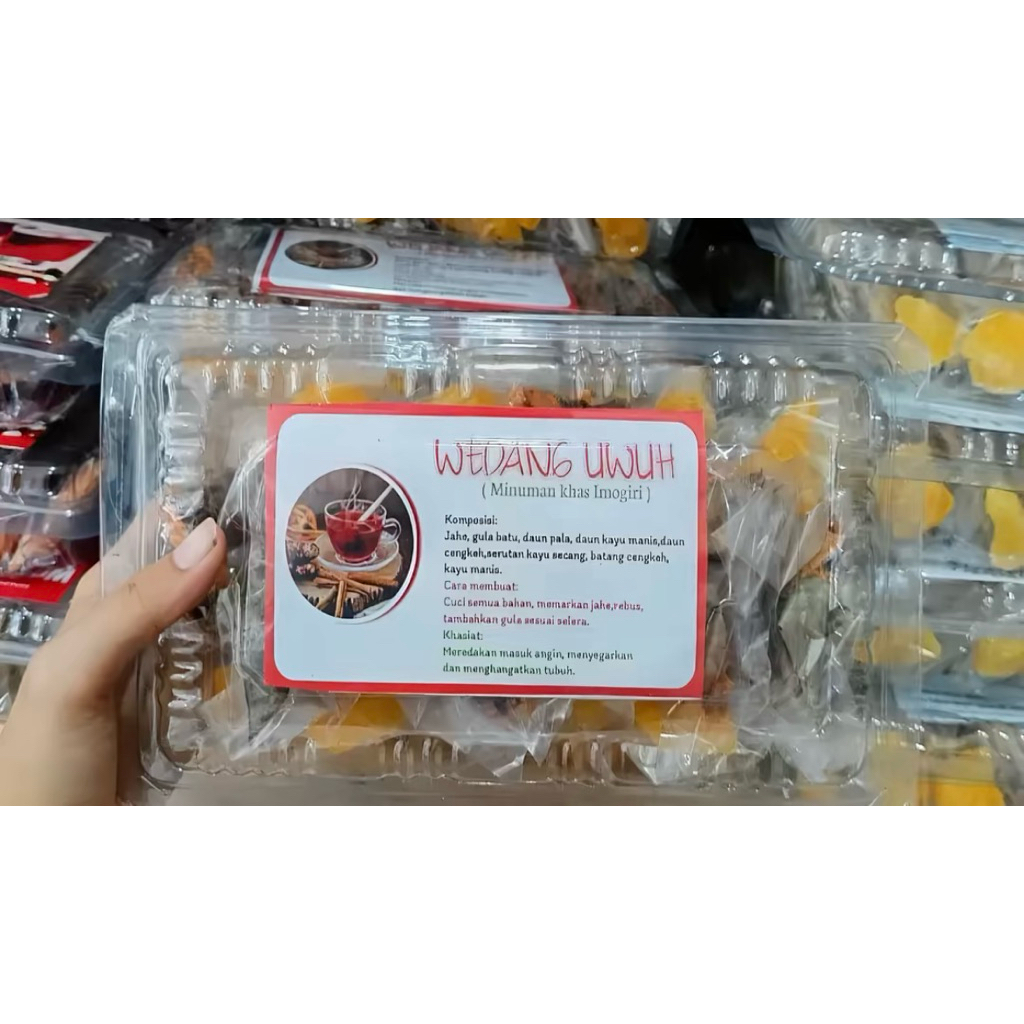 WEDANG UWUH
( Minuman khas Imogiri )
Komposisi:
Jahe, gula batu, daun pala, daun kayu manis,daun
cengkeh,serutan kayu secang, batang cengkeh,
kayu manis.
Cara membuat:
Cuci semua bahan, memarkan jahe,rebus,
tambahkan gula sesuai selera.
Khasiat:
Meredakan masuk angin, menyegarkan
dan menghangatkan tubuh.